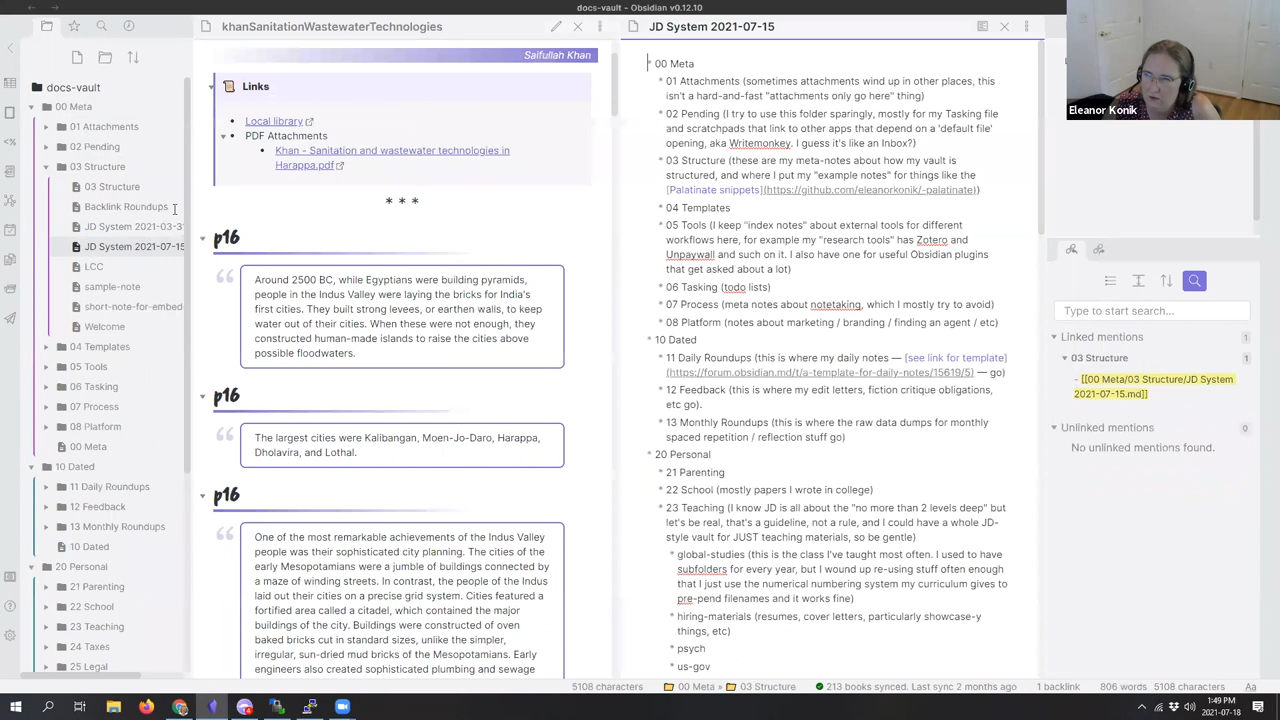 docs-vault - Obsidian v0.12.10
khanSanitationWastewaterTechnologies
JD System 2021-07-15
docs-vault
00 Meta
01 Attachments
02 Pending
03 Structure
03 Structure
Backlink Roundups
JD System 2021-03-3
JD System 2021-07-15
LCC
sample-note
short-note-for-embed
Welcome
04 Templates
05 Tools
06 Tasking
07 Process
08 Platform
00 Meta
10 Dated
11 Daily Roundups
12 Feedback
13 Monthly Roundups
10 Dated
20 Personal
21 Parenting
22 School
23 Teaching
24 Taxes
25 Legal
Saifullah Khan
Links
Local library
PDF Attachments
Khan - Sanitation and wastewater technologies in
Harappa.pdf
* * *
p16
Around 2500 BC, while Egyptians were building pyramids,
people in the Indus Valley were laying the bricks for India's
first cities. They built strong levees, or earthen walls, to keep
water out of their cities. When these were not enough, they
constructed human-made islands to raise the cities above
possible floodwaters.
p16
The largest cities were Kalibangan, Moen-Jo-Daro, Harappa,
Dholavira, and Lothal.
p16
One of the most remarkable achievements of the Indus Valley
people was their sophisticated city planning. The cities of the
early Mesopotamians were a jumble of buildings connected by
a maze of winding streets. In contrast, the people of the Indus
laid out their cities on a precise grid system. Cities featured a
fortified area called a citadel, which contained the major
buildings of the city. Buildings were constructed of oven
baked bricks cut in standard sizes, unlike the simpler,
irregular, sun-dried mud bricks of the Mesopotamians. Early
engineers also created sophisticated plumbing and sewage
* 00 Meta
* 01 Attachments (sometimes attachments wind up in other places, this
isn't a hard-and-fast "attachments only go here" thing)
* 02 Pending (I try to use this folder sparingly, mostly for my Tasking file
and scratchpads that link to other apps that depend on a 'default file'
opening, aka Writemonkey. I guess it's like an Inbox?)
* 03 Structure (these are my meta-notes about how my vault is
structured, and where I put my "example notes" for things like the
[Palatinate snippets](https://github.com/eleanorkonik/-palatinate))
* 04 Templates
* 05 Tools (I keep "index notes" about external tools for different
workflows here, for example my "research tools" has Zotero and
Unpaywall and such on it. I also have one for useful Obsidian plugins
that get asked about a lot)
* 06 Tasking (todo lists)
* 07 Process (meta notes about notetaking, which I mostly try to avoid)
* 08 Platform (notes about marketing / branding / finding an agent / etc)
* 10 Dated
* 11 Daily Roundups (this is where my daily notes — [see link for template]
(https://forum.obsidian.md/t/a-template-for-daily-notes/15619/5) — go)
* 12 Feedback (this is where my edit letters, fiction critique obligations,
etc go).
* 13 Monthly Roundups (this is where the raw data dumps for monthly
spaced repetition / reflection stuff go)
* 20 Personal
* 21 Parenting
* 22 School (mostly papers I wrote in college)
* 23 Teaching (I know JD is all about the "no more than 2 levels deep" but
let's be real, that's a guideline, not a rule, and I could have a whole JD-
style vault for JUST teaching materials, so be gentle)
* global-studies (this is the class I've taught most often. I used to have
subfolders for every year, but I wound up re-using stuff often enough
that I just use the numerical numbering system my curriculum gives to
pre-pend filenames and it works fine)
* hiring-materials (resumes, cover letters, particularly showcase-y
things, etc)
* psych
* us-gov
Eleanor Konik
Type to start search...
Linked mentions 1
03 Structure 1
- [[00 Meta/03 Structure/JD System
2021-07-15.md]]
Unlinked mentions 0
No unlinked mentions found.
5108 characters
00 Meta » 03 Structure
213 books synced. Last sync 2 months ago
1 backlink
806 words
5108 characters
Aa
1:49 PM
2021-07-18